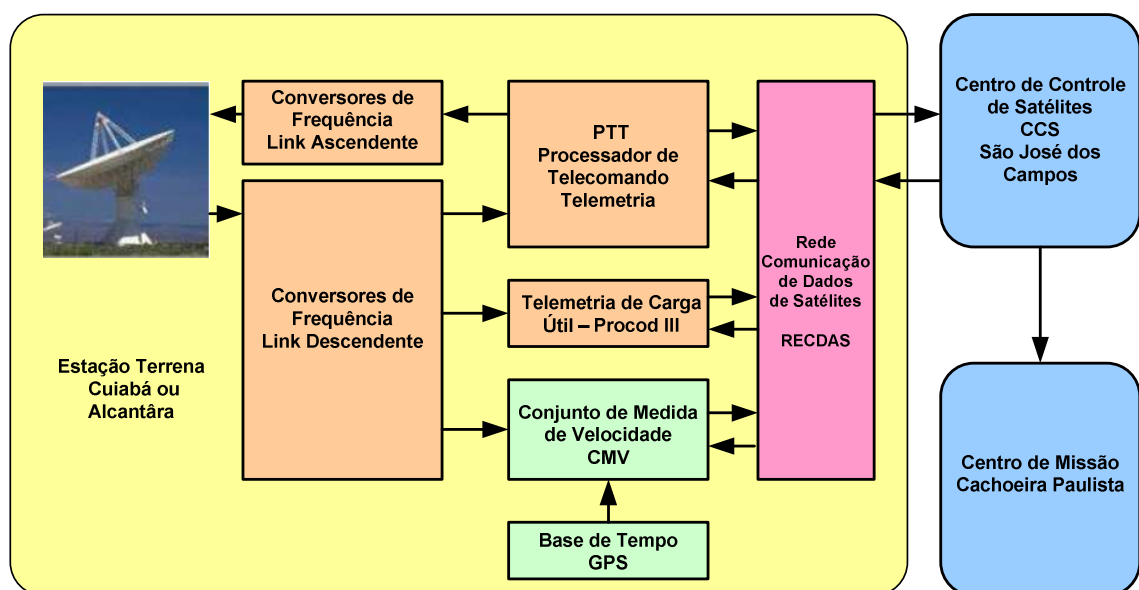 Conversores de
Frequência
Link Ascendente
PTT
Processador de
Telecomando
Telemetria
Centro de Controle
de Satélites
CCS
São José dos
Campos
Rede
Comunicação
de Dados
de Satélites
RECDAS
Conversores de
Frequência
Link Descendente
Telemetria de Carga
Útil – Procod III
Estação Terrena
Cuiabá ou
Alcantâra
Conjunto de Medida
de Velocidade
CMV
Centro de Missão
Cachoeira Paulista
Base de Tempo
GPS